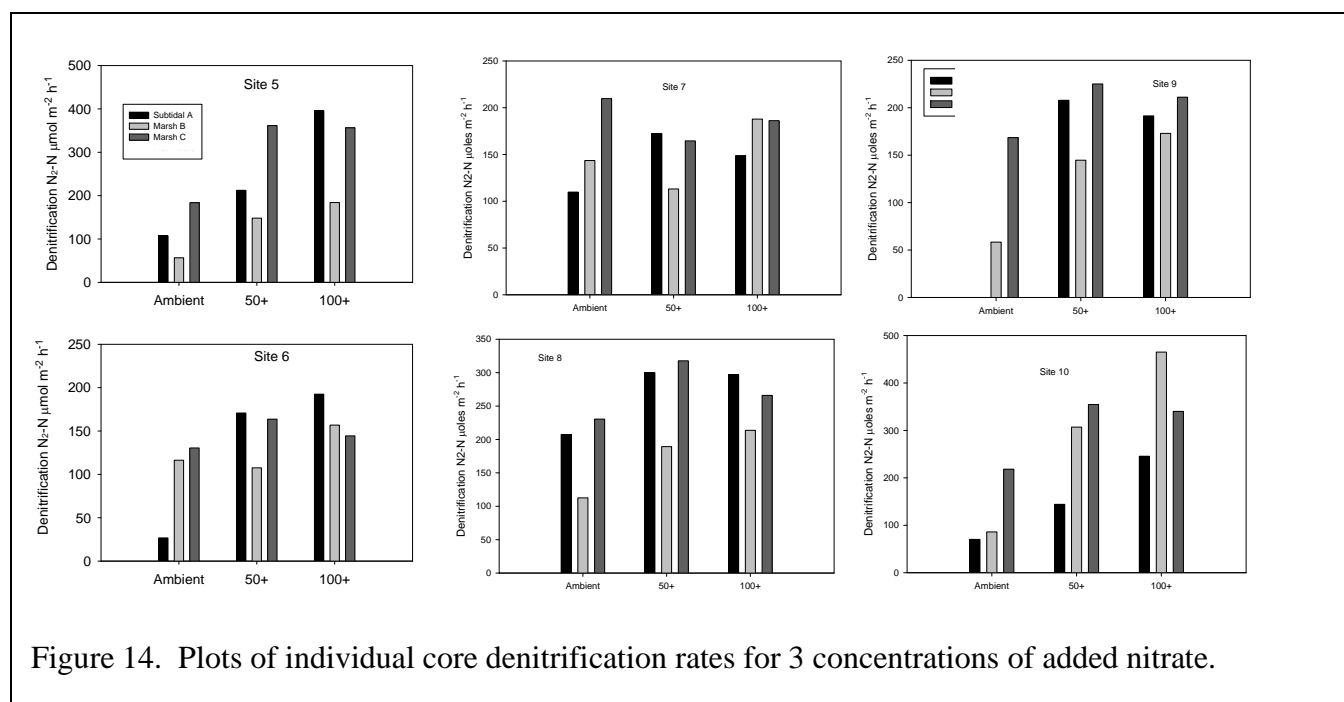 Denitrification N₂-N μmol m⁻² h⁻¹
500
400
300
200
100
0
Site 5
Subtidal A
Marsh B
Marsh C
Ambient 50+ 100+
Denitrification N2-N μmoles m⁻² h⁻¹
250
200
150
100
50
0
Site 7
Ambient 50+ 100+
Denitrification N2-N μmoles m⁻² h⁻¹
250
200
150
100
50
0
Site 9
Ambient 50+ 100+
Denitrification N₂-N μmol m⁻² h⁻¹
250
200
150
100
50
0
Site 6
Ambient 50+ 100+
Denitrification N2-N μoles m⁻² h⁻¹
350
300
250
200
150
100
50
0
Site 8
Ambient 50+ 100+
Denitrification N2-N μoles m⁻² h⁻¹
500
400
300
200
100
0
Site 10
Ambient 50+ 100+
Figure 14. Plots of individual core denitrification rates for 3 concentrations of added nitrate.